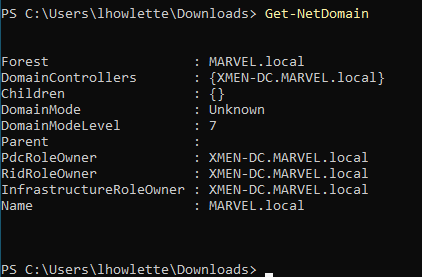 PS C:\Users\lhowlette\Downloads> Get-NetDomain
Forest : MARVEL.local
DomainControllers : {XMEN-DC.MARVEL.local}
Children : {}
DomainMode : Unknown
DomainModeLevel : 7
Parent :
PdcRoleOwner : XMEN-DC.MARVEL.local
RidRoleOwner : XMEN-DC.MARVEL.local
InfrastructureRoleOwner : XMEN-DC.MARVEL.local
Name : MARVEL.local
PS C:\Users\lhowlette\Downloads>